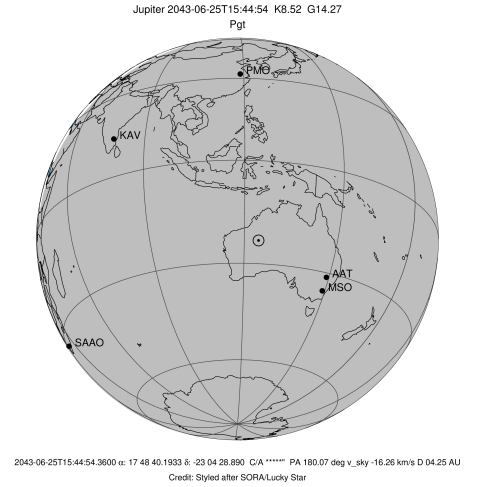 Jupiter 2043-06-25T15:44:54 K8.52 G14.27
Pgt
PMO
KAV
AAT
MSO
SAAO
2043-06-25T15:44:54.3600 α: 17 48 40.1933 δ: -23 04 28.890 C/A *****" PA 180.07 deg v_sky -16.26 km/s D 04.25 AU
Credit: Styled after SORA/Lucky Star